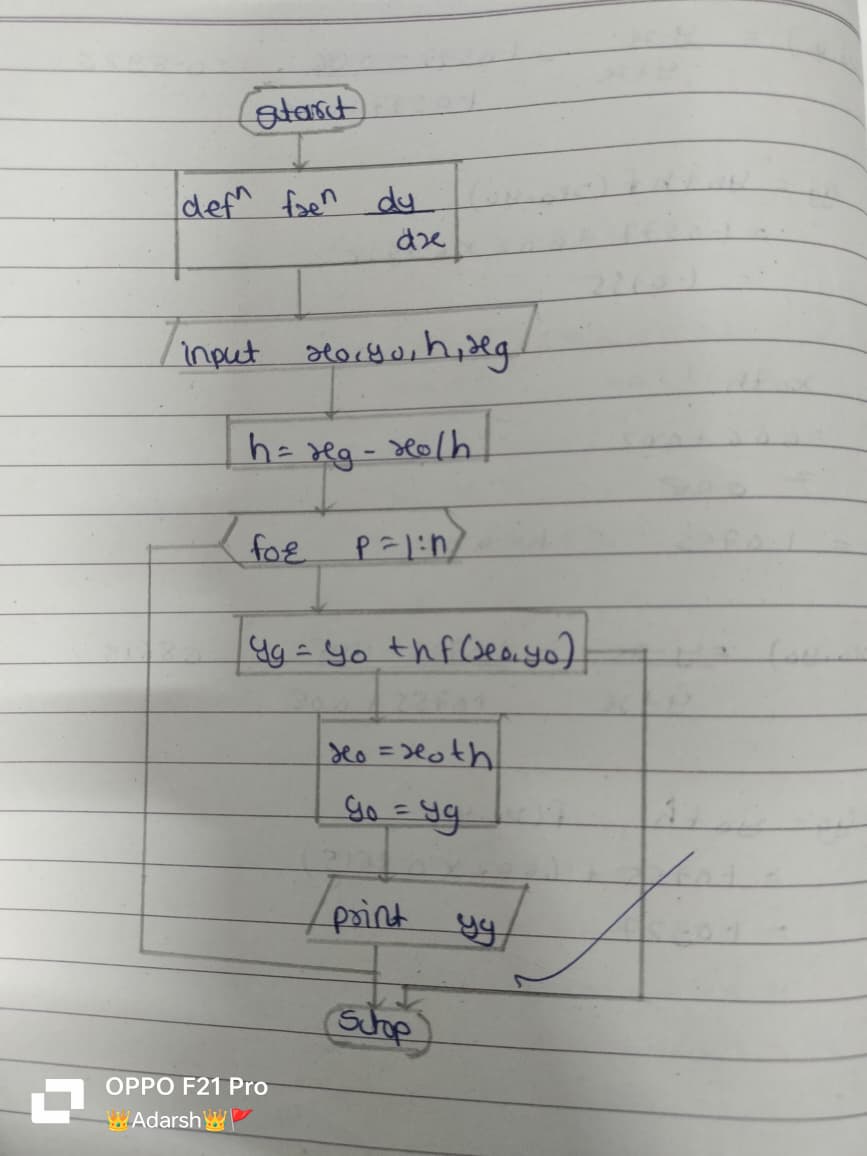 start
defⁿ fxⁿ dy
dx
input x0, y0, h, xg
h = xg - x0/h
for P = 1:n
yg = y0 + hf(x0, y0)
x0 = x0 + h
y0 = yg
print yg
Stop
OPPO F21 Pro
👑Adarsh👑🚩